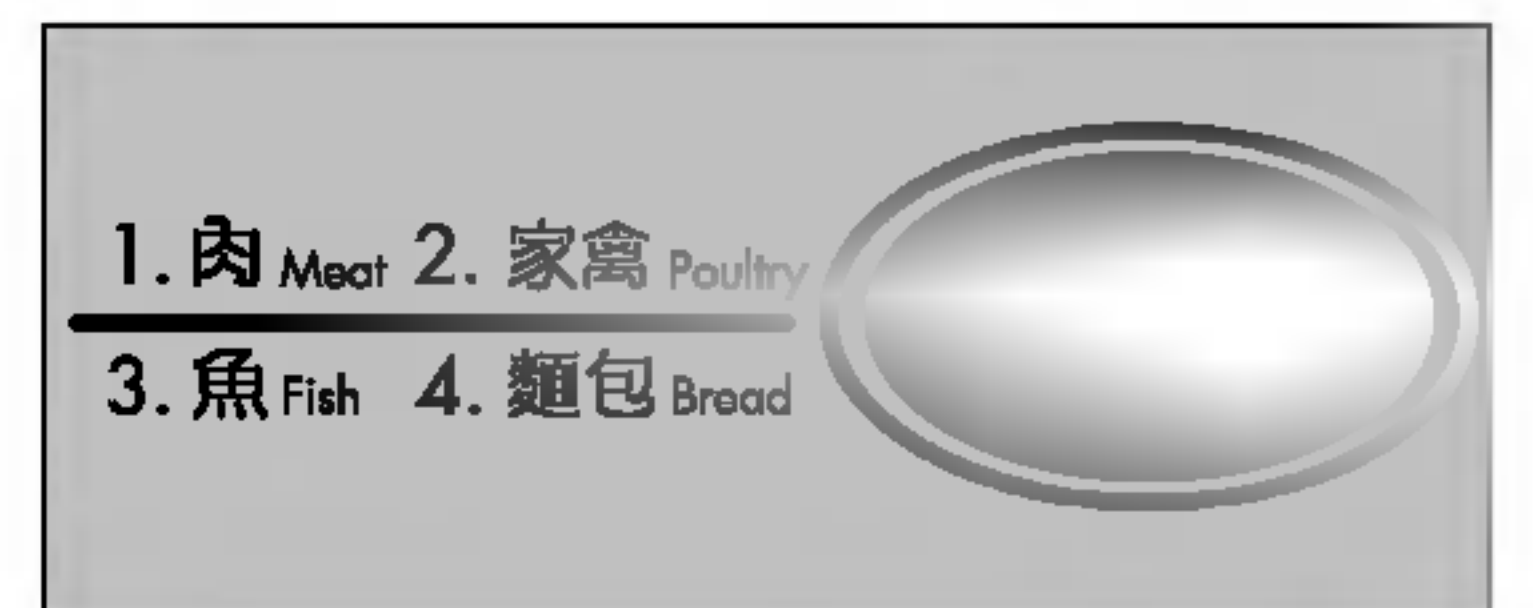 1. 肉 Meat 2. 家禽 Poultry
3. 魚 Fish 4. 麵包 Bread